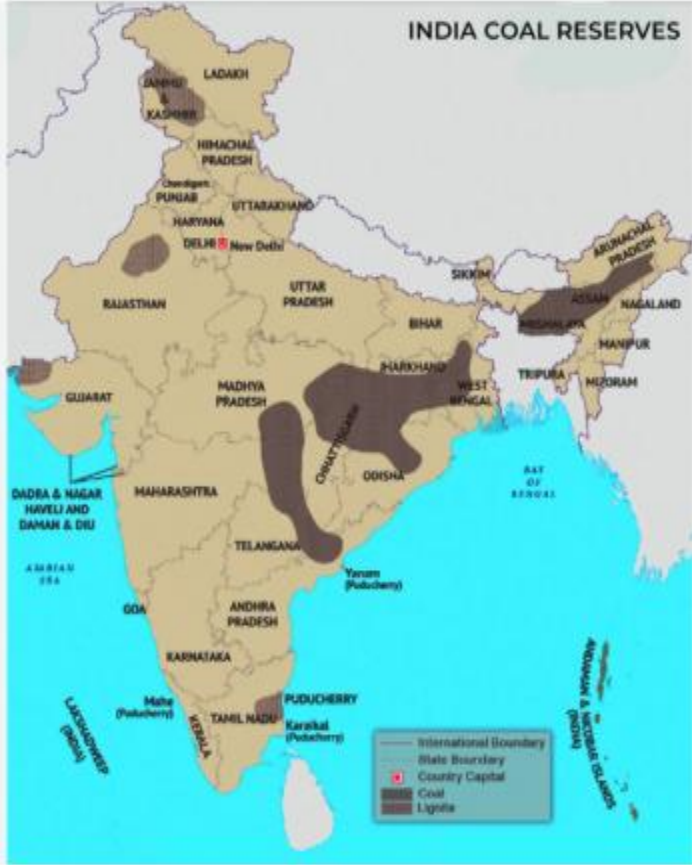 INDIA COAL RESERVES
LADAKH
JAMMU
&
KASHMIR
HIMACHAL
PRADESH
Chandigarh
PUNJAB
UTTARAKHAND
HARYANA
DELHI
New Delhi
ARUNACHAL
PRADESH
RAJASTHAN
UTTAR
PRADESH
SIKKIM
ASSAM
NAGALAND
BIHAR
MEGHALAYA
MANIPUR
JHARKHAND
TRIPURA
MIZORAM
GUJARAT
MADHYA
PRADESH
WEST
BENGAL
CHHATTISGARH
ODISHA
DADRA & NAGAR
HAVELI AND
DAMAN & DIU
MAHARASHTRA
BAY
OF
BENGAL
TELANGANA
ARABIAN
SEA
Yanam
(Puducherry)
GOA
ANDHRA
PRADESH
KARNATAKA
LAKSHADWEEP
(INDIA)
Mahe
(Puducherry)
KERALA
TAMIL NADU
PUDUCHERRY
Karaikal
(Puducherry)
ANDAMAN & NICOBAR ISLANDS
(INDIA)
International Boundary
State Boundary
Country Capital
Coal
Lignite